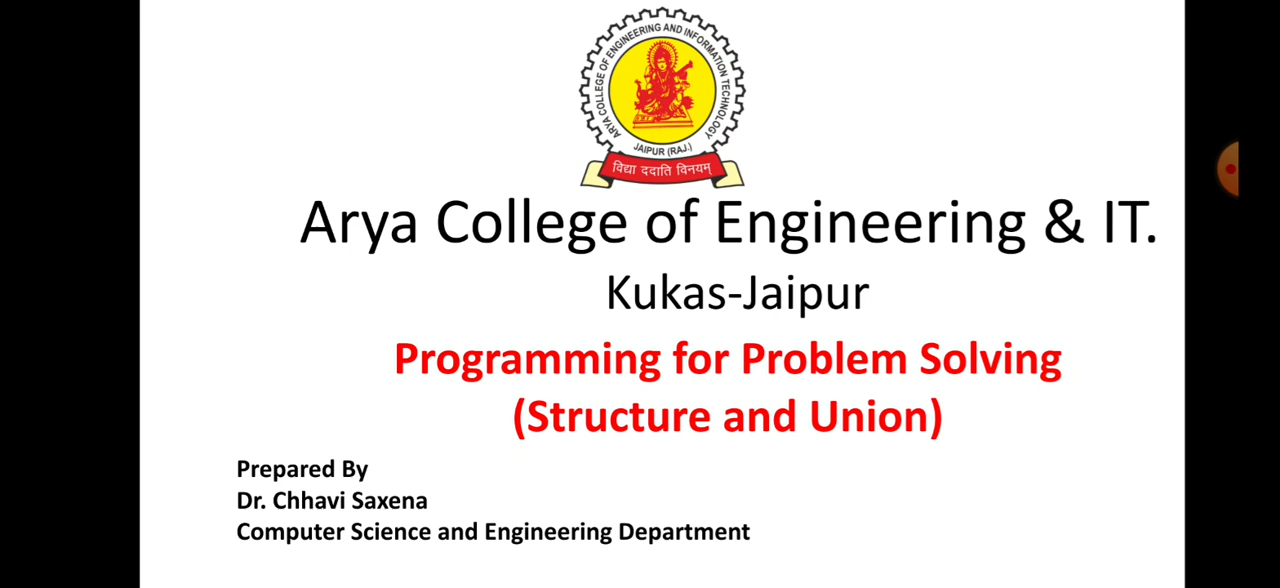 ARYA COLLEGE OF ENGINEERING AND INFORMATION TECHNOLOGY
JAIPUR (RAJ.)
विद्या ददाति विनयम्
Arya College of Engineering & IT.
Kukas-Jaipur
Programming for Problem Solving
(Structure and Union)
Prepared By
Dr. Chhavi Saxena
Computer Science and Engineering Department